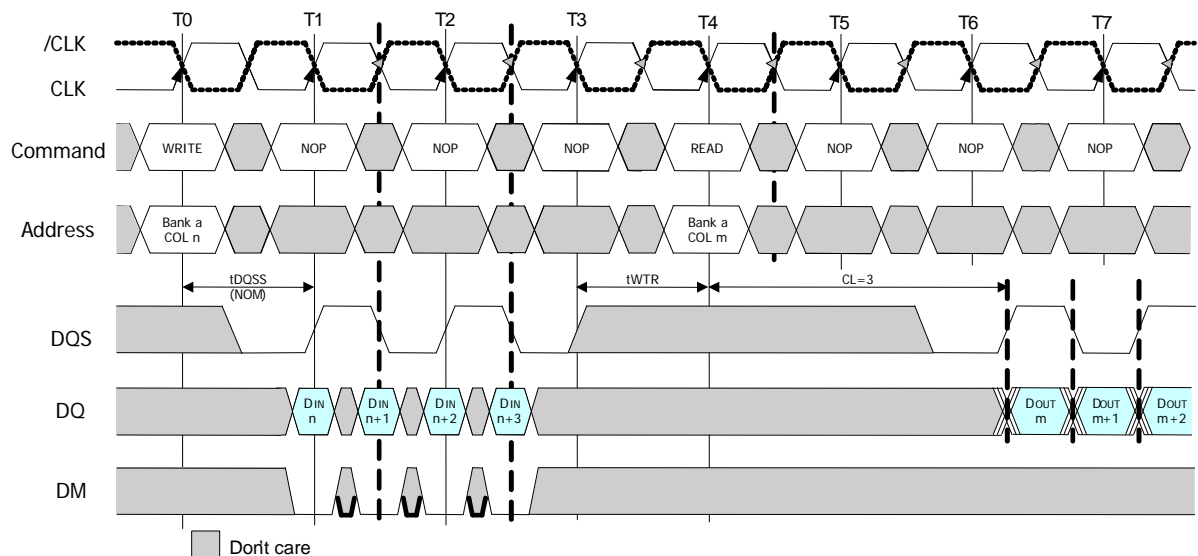 T0 T1 T2 T3 T4 T5 T6 T7
/CLK
CLK
Command WRITE NOP NOP NOP READ NOP NOP NOP
Address Bank a COL n Bank a COL m
tDQSS (NOM) tWTR CL=3
DQS
DQ DIN n DIN n+1 DIN n+2 DIN n+3 DOUT m DOUT m+1 DOUT m+2
DM
Don't care